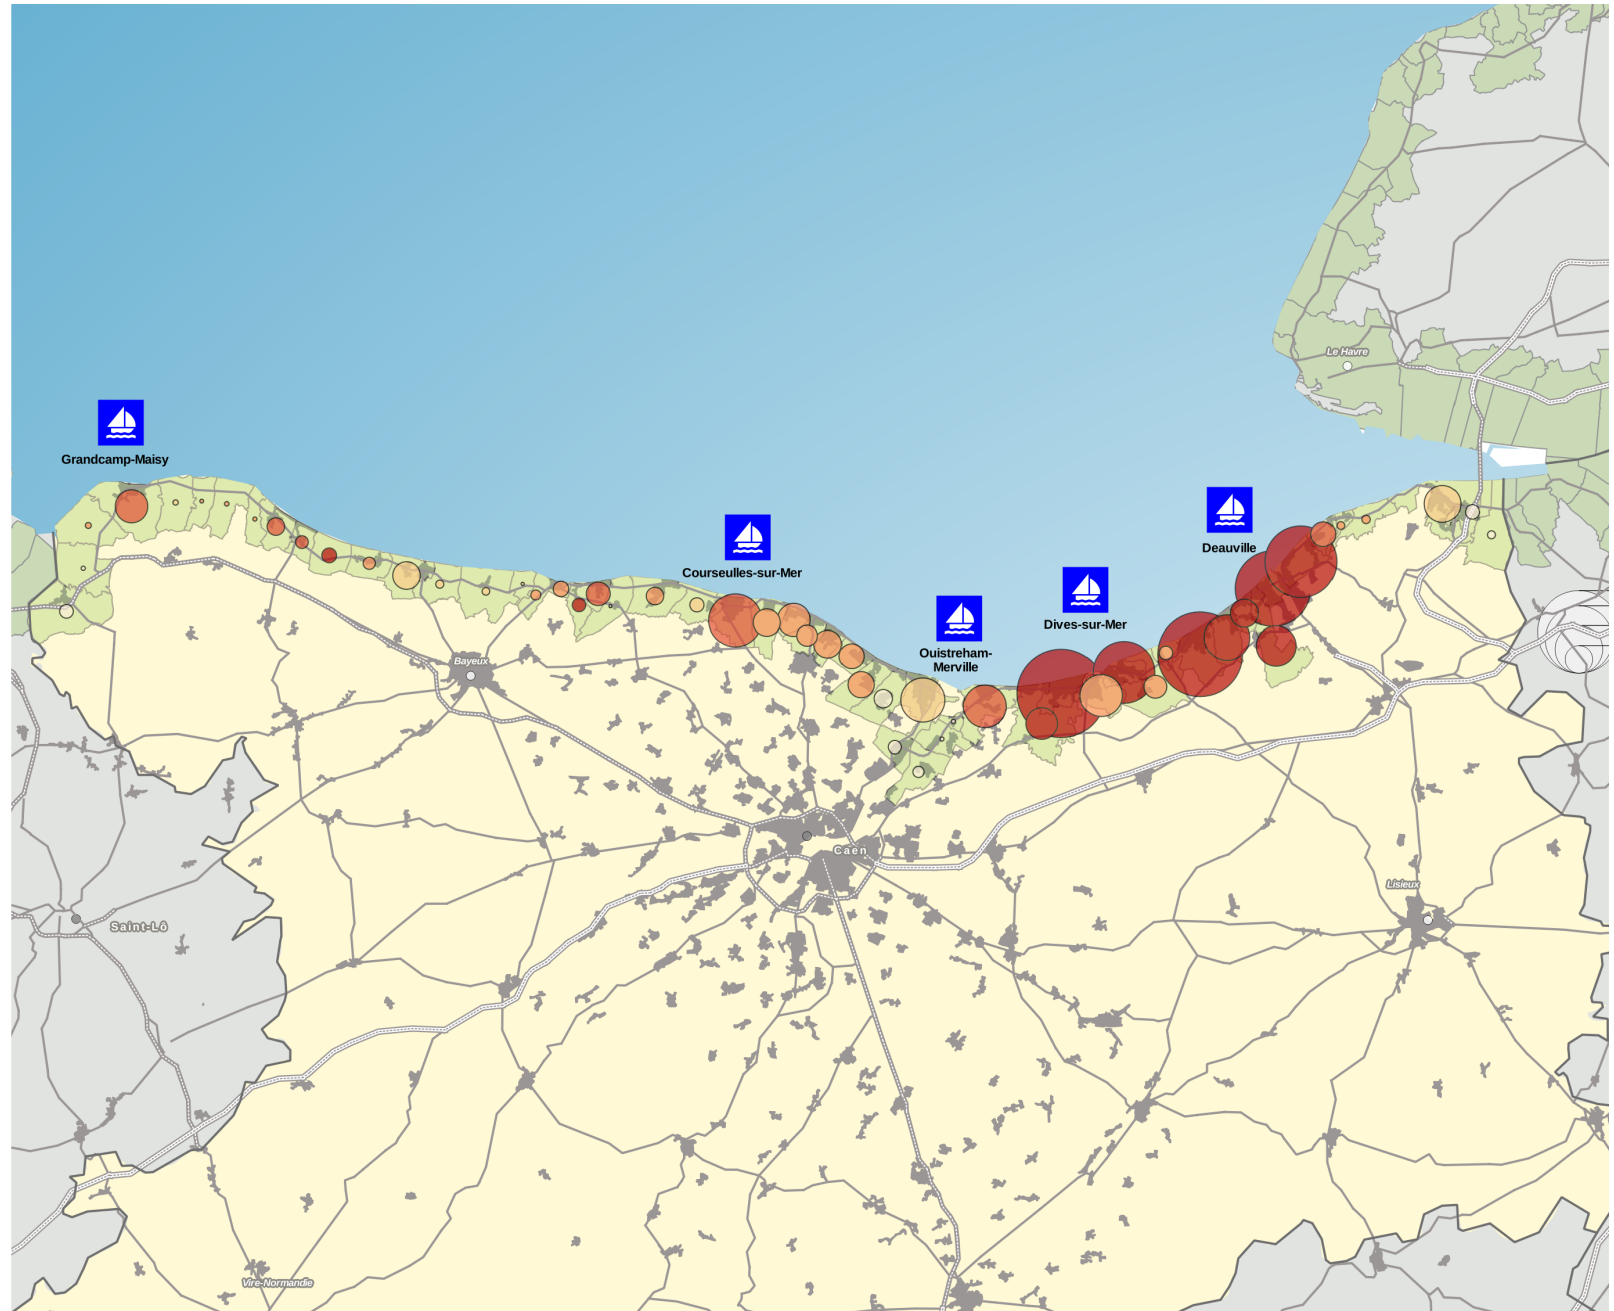 Le Havre
Grandcamp-Maisy
Deauville
Courseulles-sur-Mer
Dives-sur-Mer
Ouistreham-
Merville
Bayeux
Caen
Lisieux
Saint-Lô
Vire-Normandie